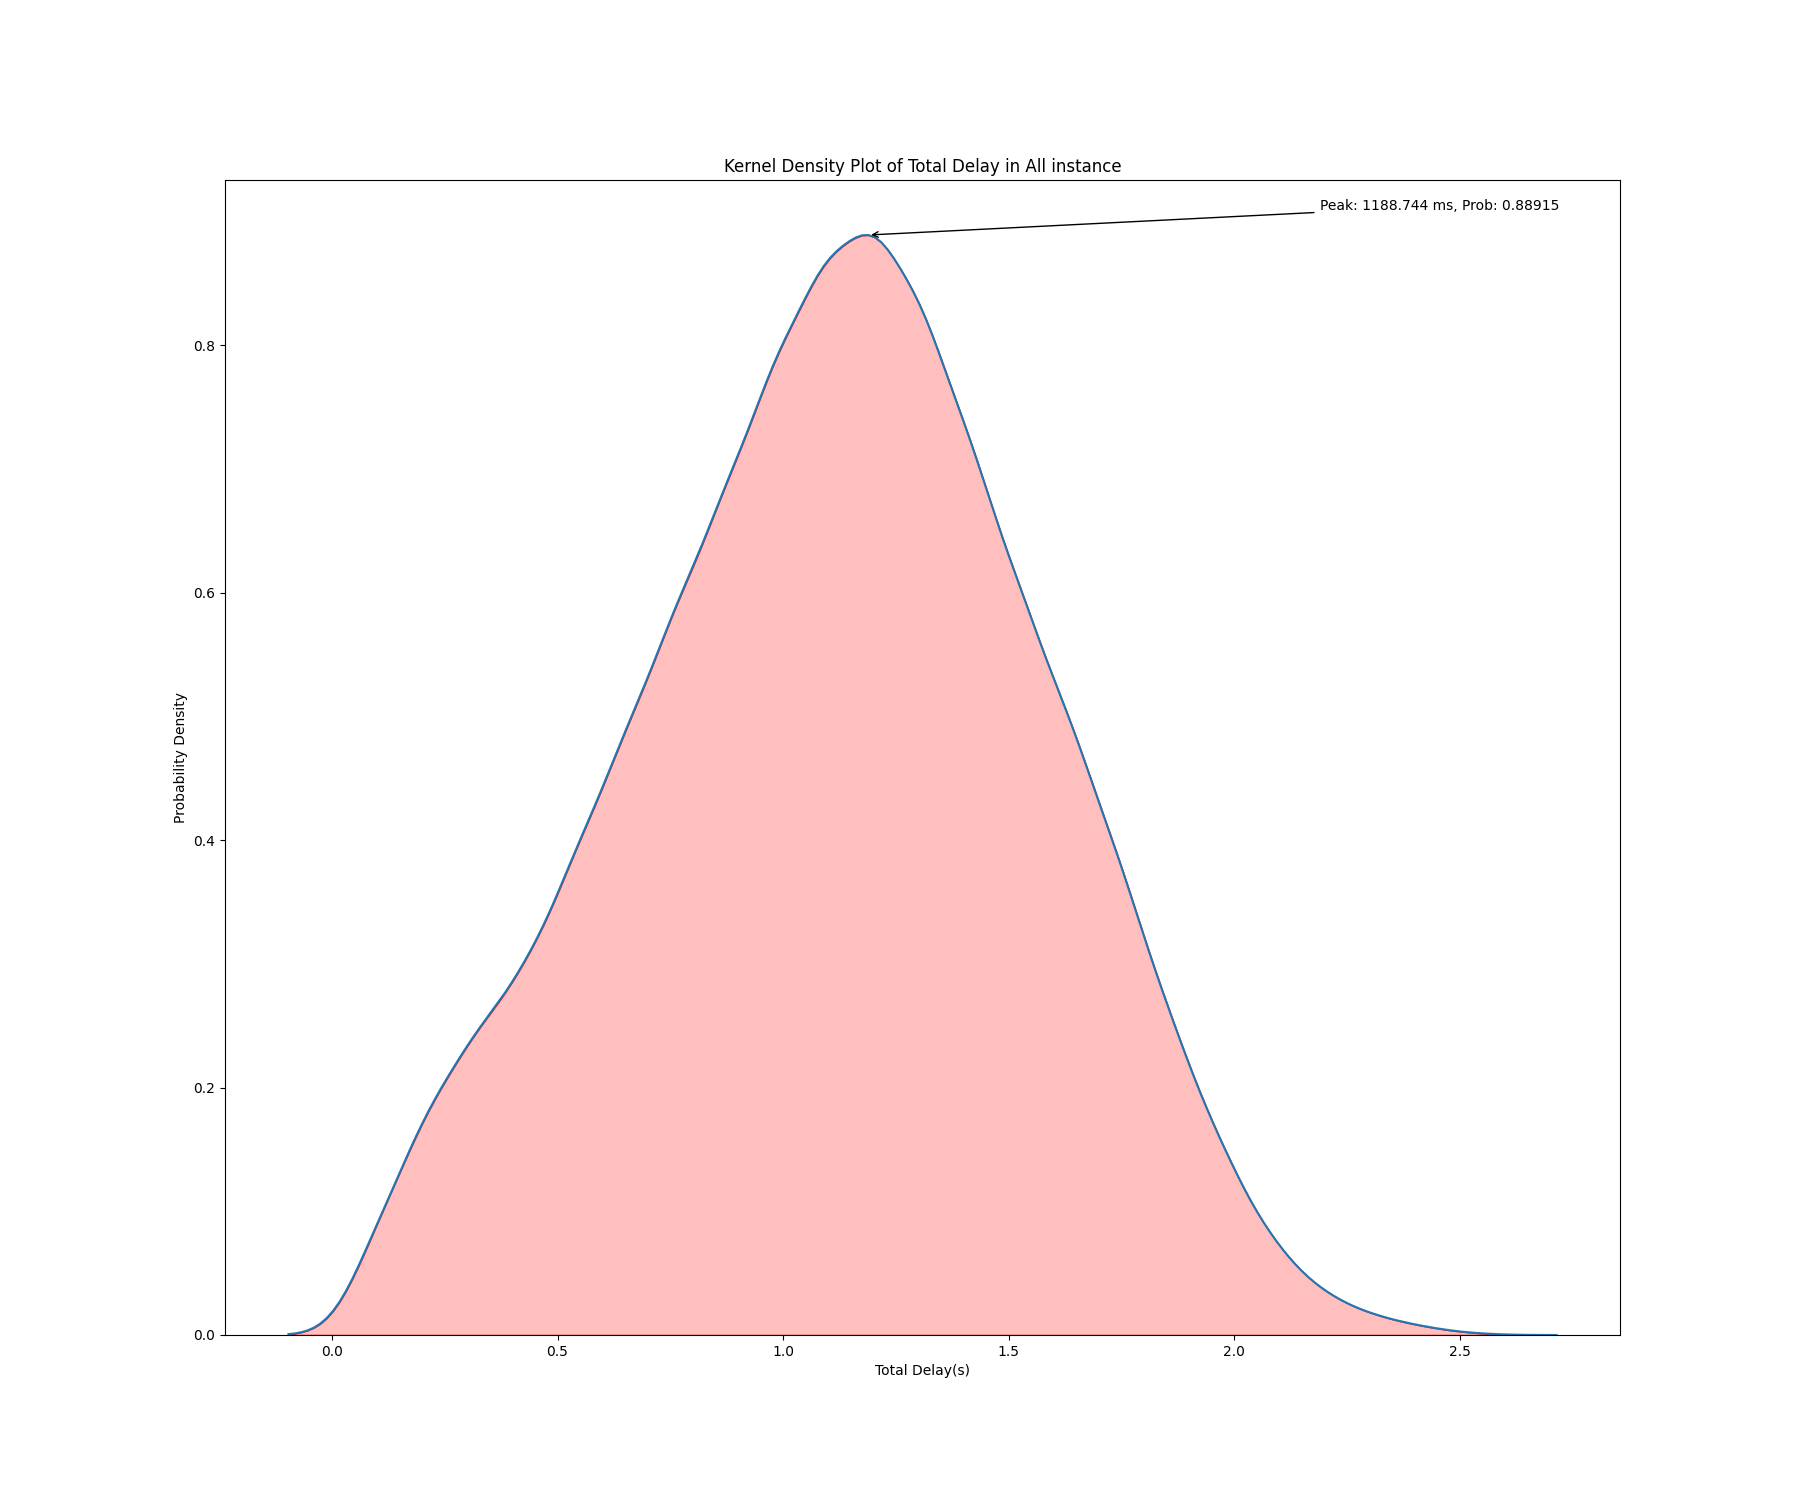 Kernel Density Plot of Total Delay in All instance
Peak: 1188.744 ms, Prob: 0.88915
0.8
0.6
0.4
0.2
0.0
Probability Density
0.0 0.5 1.0 1.5 2.0 2.5
Total Delay(s)